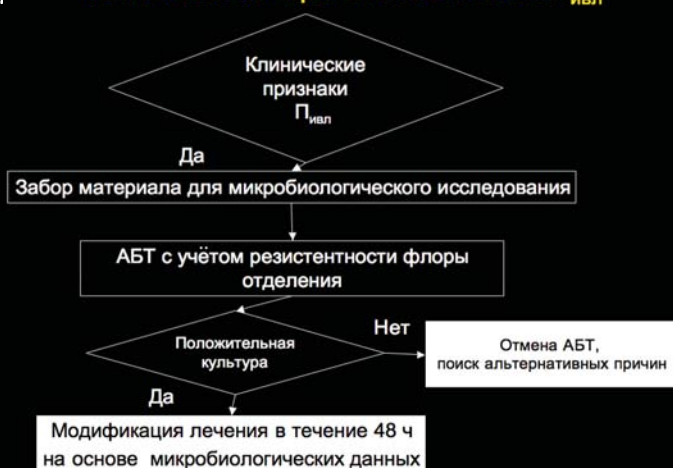 ивл
Клинические
признаки
Пивл
Да
Забор материала для микробиологического исследования
АБТ с учётом резистентности флоры
отделения
Положительная
культура
Нет
Отмена АБТ,
поиск альтернативных причин
Да
Модификация лечения в течение 48 ч
на основе микробиологических данных